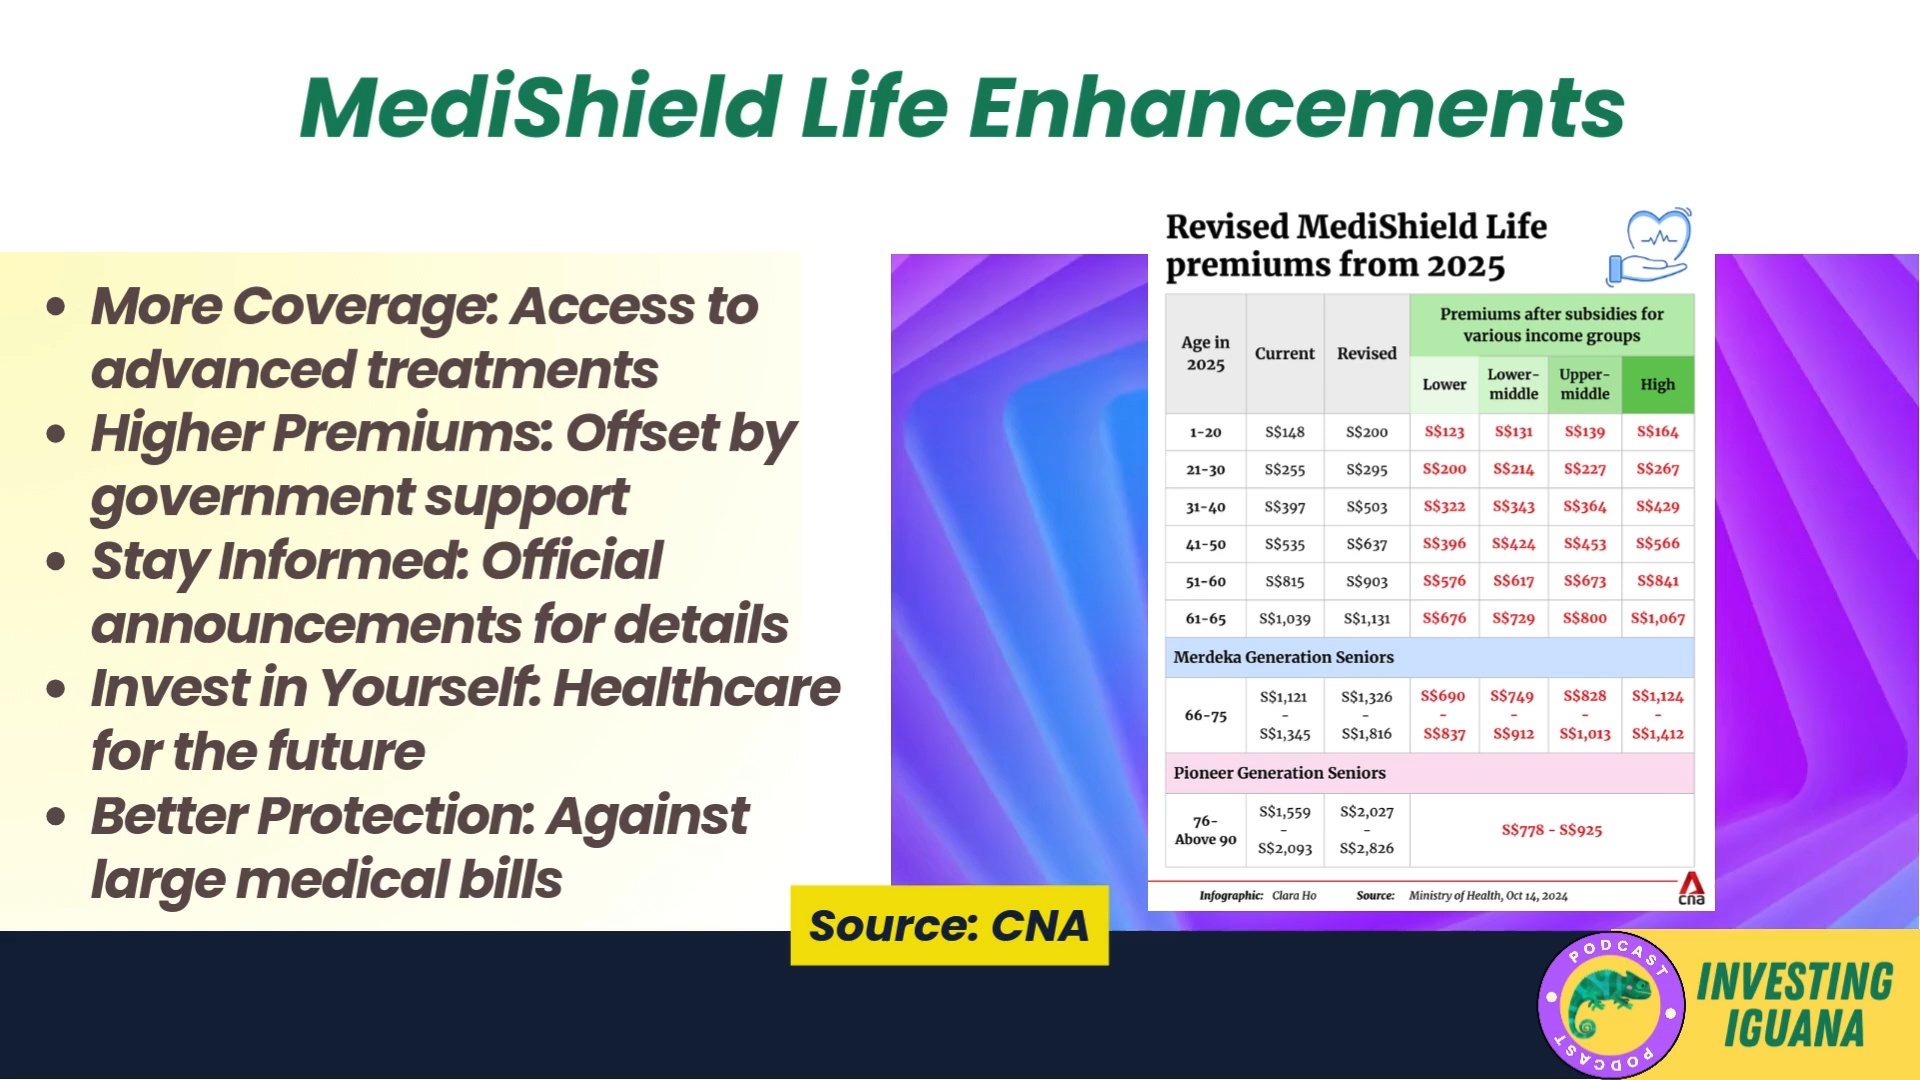 MediShield Life Enhancements
• More Coverage: Access to
advanced treatments
• Higher Premiums: Offset by
government support
• Stay Informed: Official
announcements for details
• Invest in Yourself: Healthcare
for the future
• Better Protection: Against
large medical bills
Revised MediShield Life
premiums from 2025
Age in
2025
Current
Revised
Premiums after subsidies for
various income groups
Lower
Lower-
middle
Upper-
middle
High
1-20 S$148 S$200 S$123 S$131 S$139 S$164
21-30 S$255 S$295 S$200 S$214 S$227 S$267
31-40 S$397 S$503 S$322 S$343 S$364 S$429
41-50 S$535 S$637 S$396 S$424 S$453 S$566
51-60 S$815 S$903 S$576 S$617 S$673 S$841
61-65 S$1,039 S$1,131 S$676 S$729 S$800 S$1,067
Merdeka Generation Seniors
S$1,121 S$1,326 S$690 S$749 S$828 S$1,124
66-75 - - - - - -
S$1,345 S$1,816 S$837 S$912 S$1,013 S$1,412
Pioneer Generation Seniors
76-
Above 90
S$1,559
-
S$2,093
S$2,027
-
S$2,826
S$778 - S$925
Infographic: Clara Ho Source: Ministry of Health, Oct 14, 2024
cna
Source: CNA
PODCAST
PODCAST
INVESTING
IGUANA